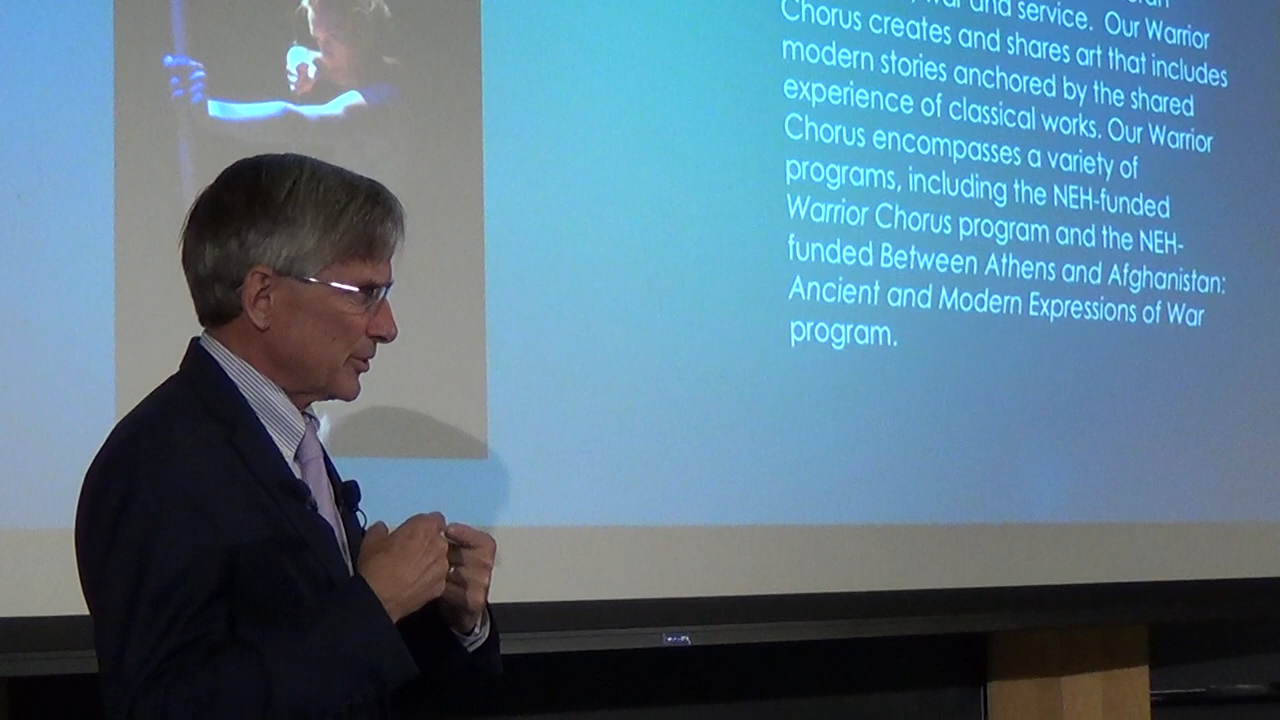 and service. Our Warrior
Chorus creates and shares art that includes
modern stories anchored by the shared
experience of classical works. Our Warrior
Chorus encompasses a variety of
programs, including the NEH-funded
Warrior Chorus program and the NEH-
funded Between Athens and Afghanistan:
Ancient and Modern Expressions of War
program.